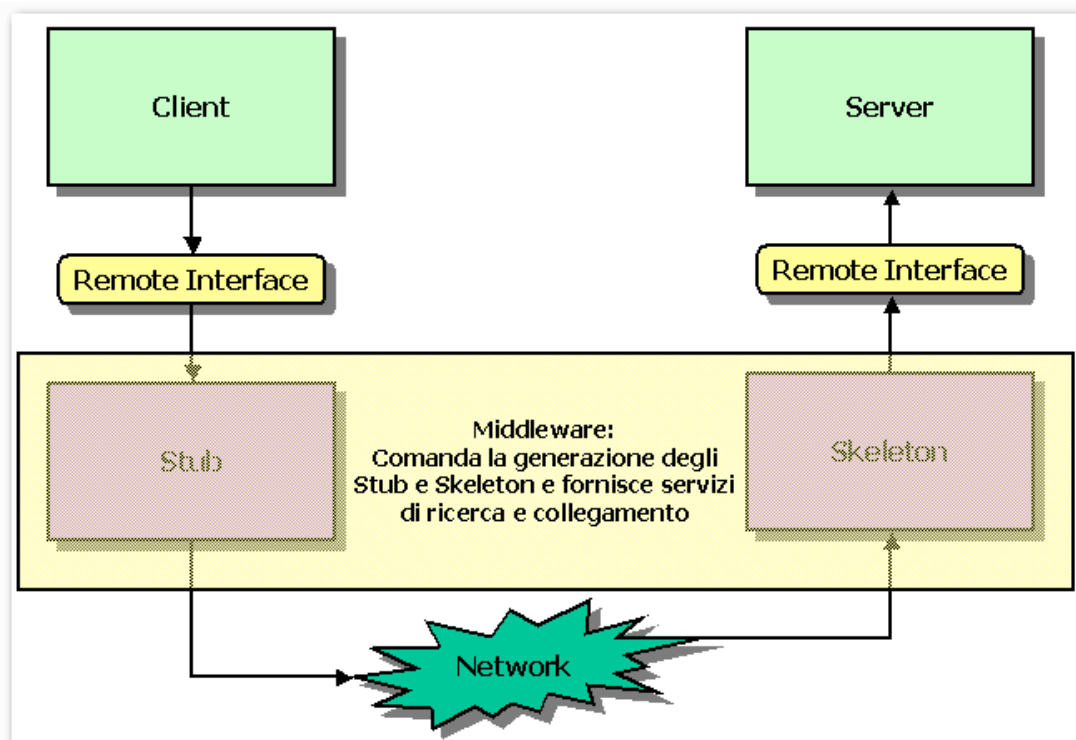 Client
Server
Remote Interface
Remote Interface
Stub
Middleware:
Comanda la generazione degli
Stub e Skeleton e fornisce servizi
di ricerca e collegamento
Skeleton
Network